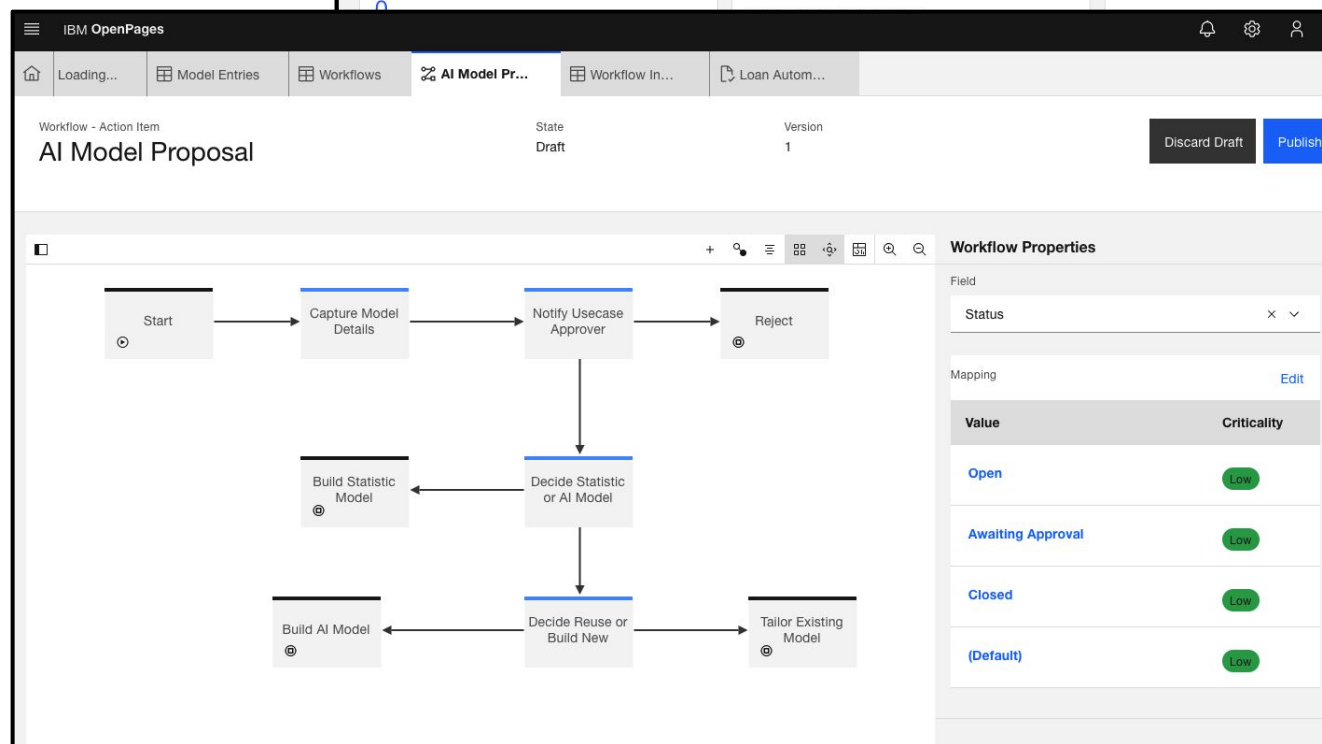 IBM OpenPages
Loading...
Model Entries
Workflows
AI Model Pr...
Workflow In...
Loan Autom...
Workflow - Action Item
AI Model Proposal
State
Draft
Version
1
Discard Draft
Publish
Workflow Properties
Field
Status
Mapping
Edit
Value
Criticality
Open
Low
Awaiting Approval
Low
Closed
Low
(Default)
Low
Start
Capture Model
Details
Notify Usecase
Approver
Reject
Build Statistic
Model
Decide Statistic
or AI Model
Build AI Model
Decide Reuse or
Build New
Tailor Existing
Model